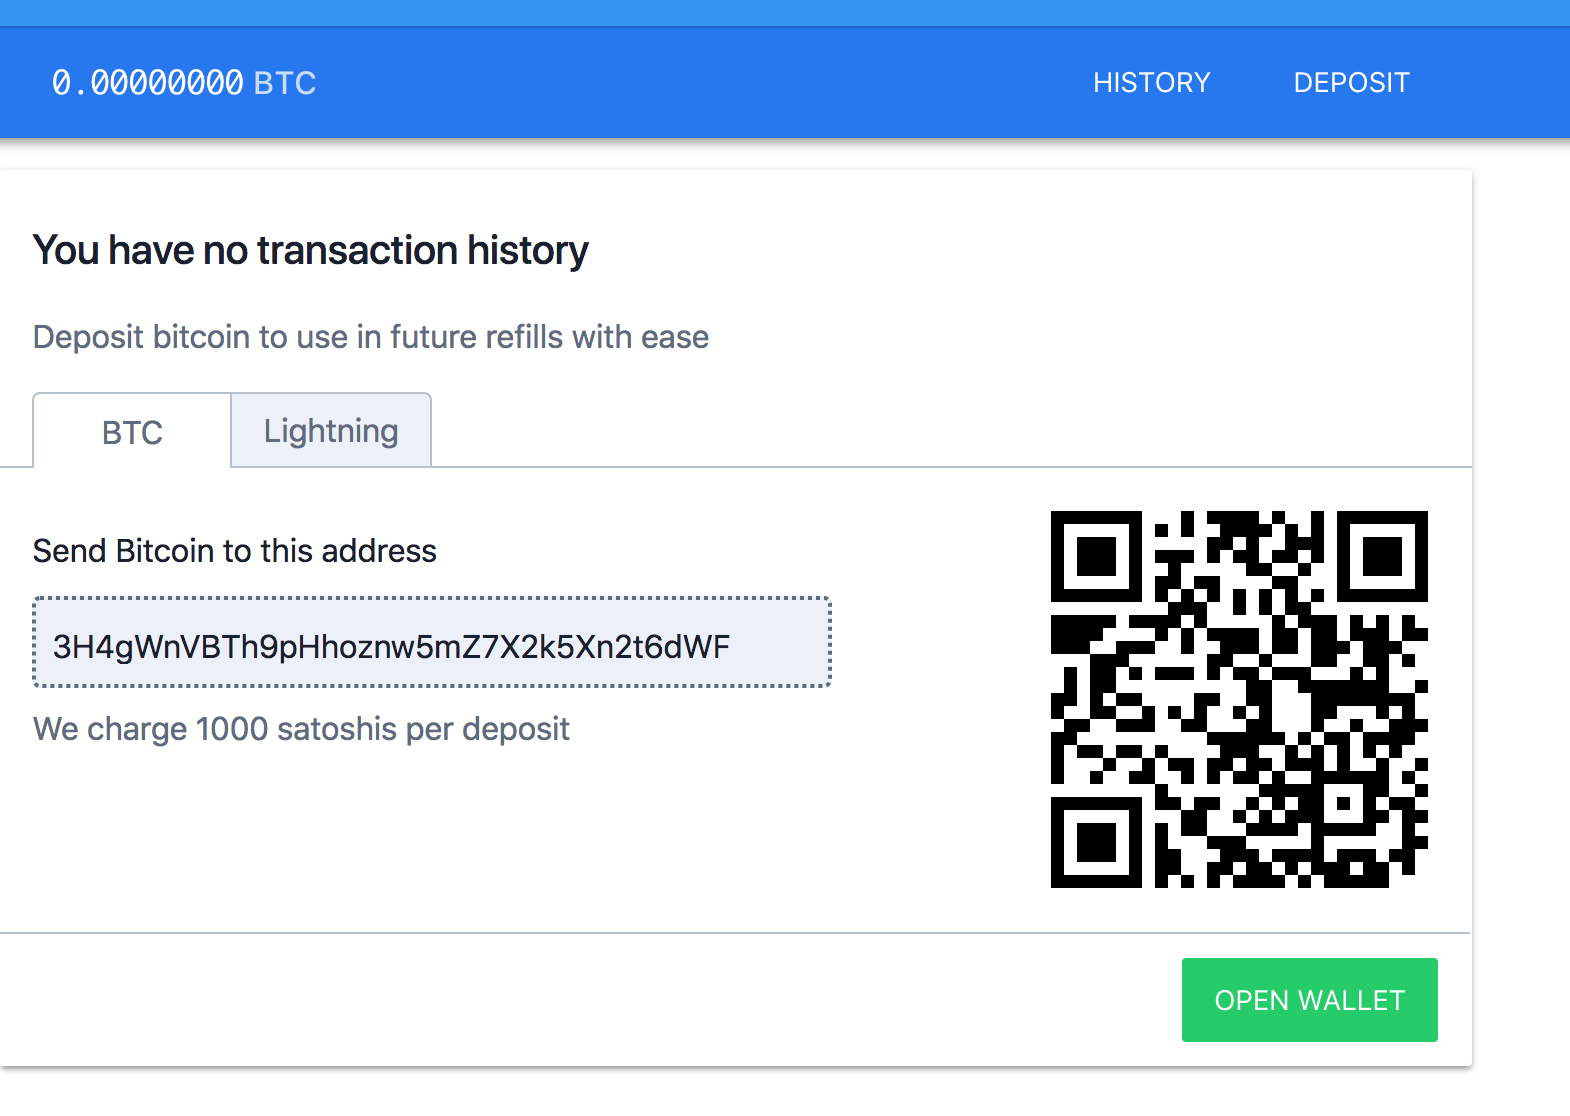 0.00000000 BTC
HISTORY
DEPOSIT
You have no transaction history
Deposit bitcoin to use in future refills with ease
BTC
Lightning
Send Bitcoin to this address
3H4gWnVBTh9pHhoznw5mZ7X2k5Xn2t6dWF
We charge 1000 satoshis per deposit
OPEN WALLET